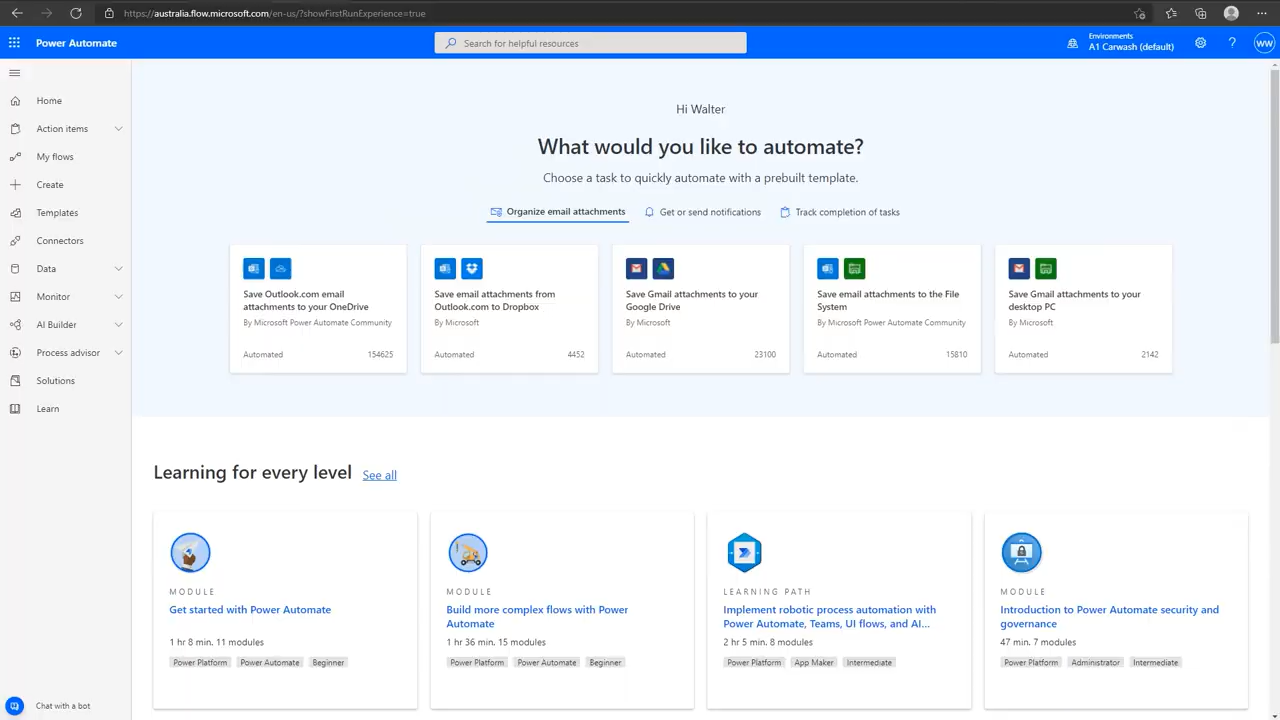 https://australia.flow.microsoft.com/en-us/?showFirstRunExperience=true
Power Automate
Search for helpful resources
Environments
A1 Carwash (default)
?
WW
Home
Action items
My flows
Create
Templates
Connectors
Data
Monitor
AI Builder
Process advisor
Solutions
Learn
Chat with a bot
Hi Walter
What would you like to automate?
Choose a task to quickly automate with a prebuilt template.
Organize email attachments
Get or send notifications
Track completion of tasks
Save Outlook.com email
attachments to your OneDrive
By Microsoft Power Automate Community
Automated 154625
Save email attachments from
Outlook.com to Dropbox
By Microsoft
Automated 4452
Save Gmail attachments to your
Google Drive
By Microsoft
Automated 23100
Save email attachments to the File
System
By Microsoft Power Automate Community
Automated 15810
Save Gmail attachments to your
desktop PC
By Microsoft
Automated 2142
Learning for every level See all
MODULE
Get started with Power Automate
1 hr 8 min. 11 modules
Power Platform Power Automate Beginner
MODULE
Build more complex flows with Power
Automate
1 hr 36 min. 15 modules
Power Platform Power Automate Beginner
LEARNING PATH
Implement robotic process automation with
Power Automate, Teams, UI flows, and AI...
2 hr 5 min. 8 modules
Power Platform App Maker Intermediate
MODULE
Introduction to Power Automate security and
governance
47 min. 7 modules
Power Platform Administrator Intermediate